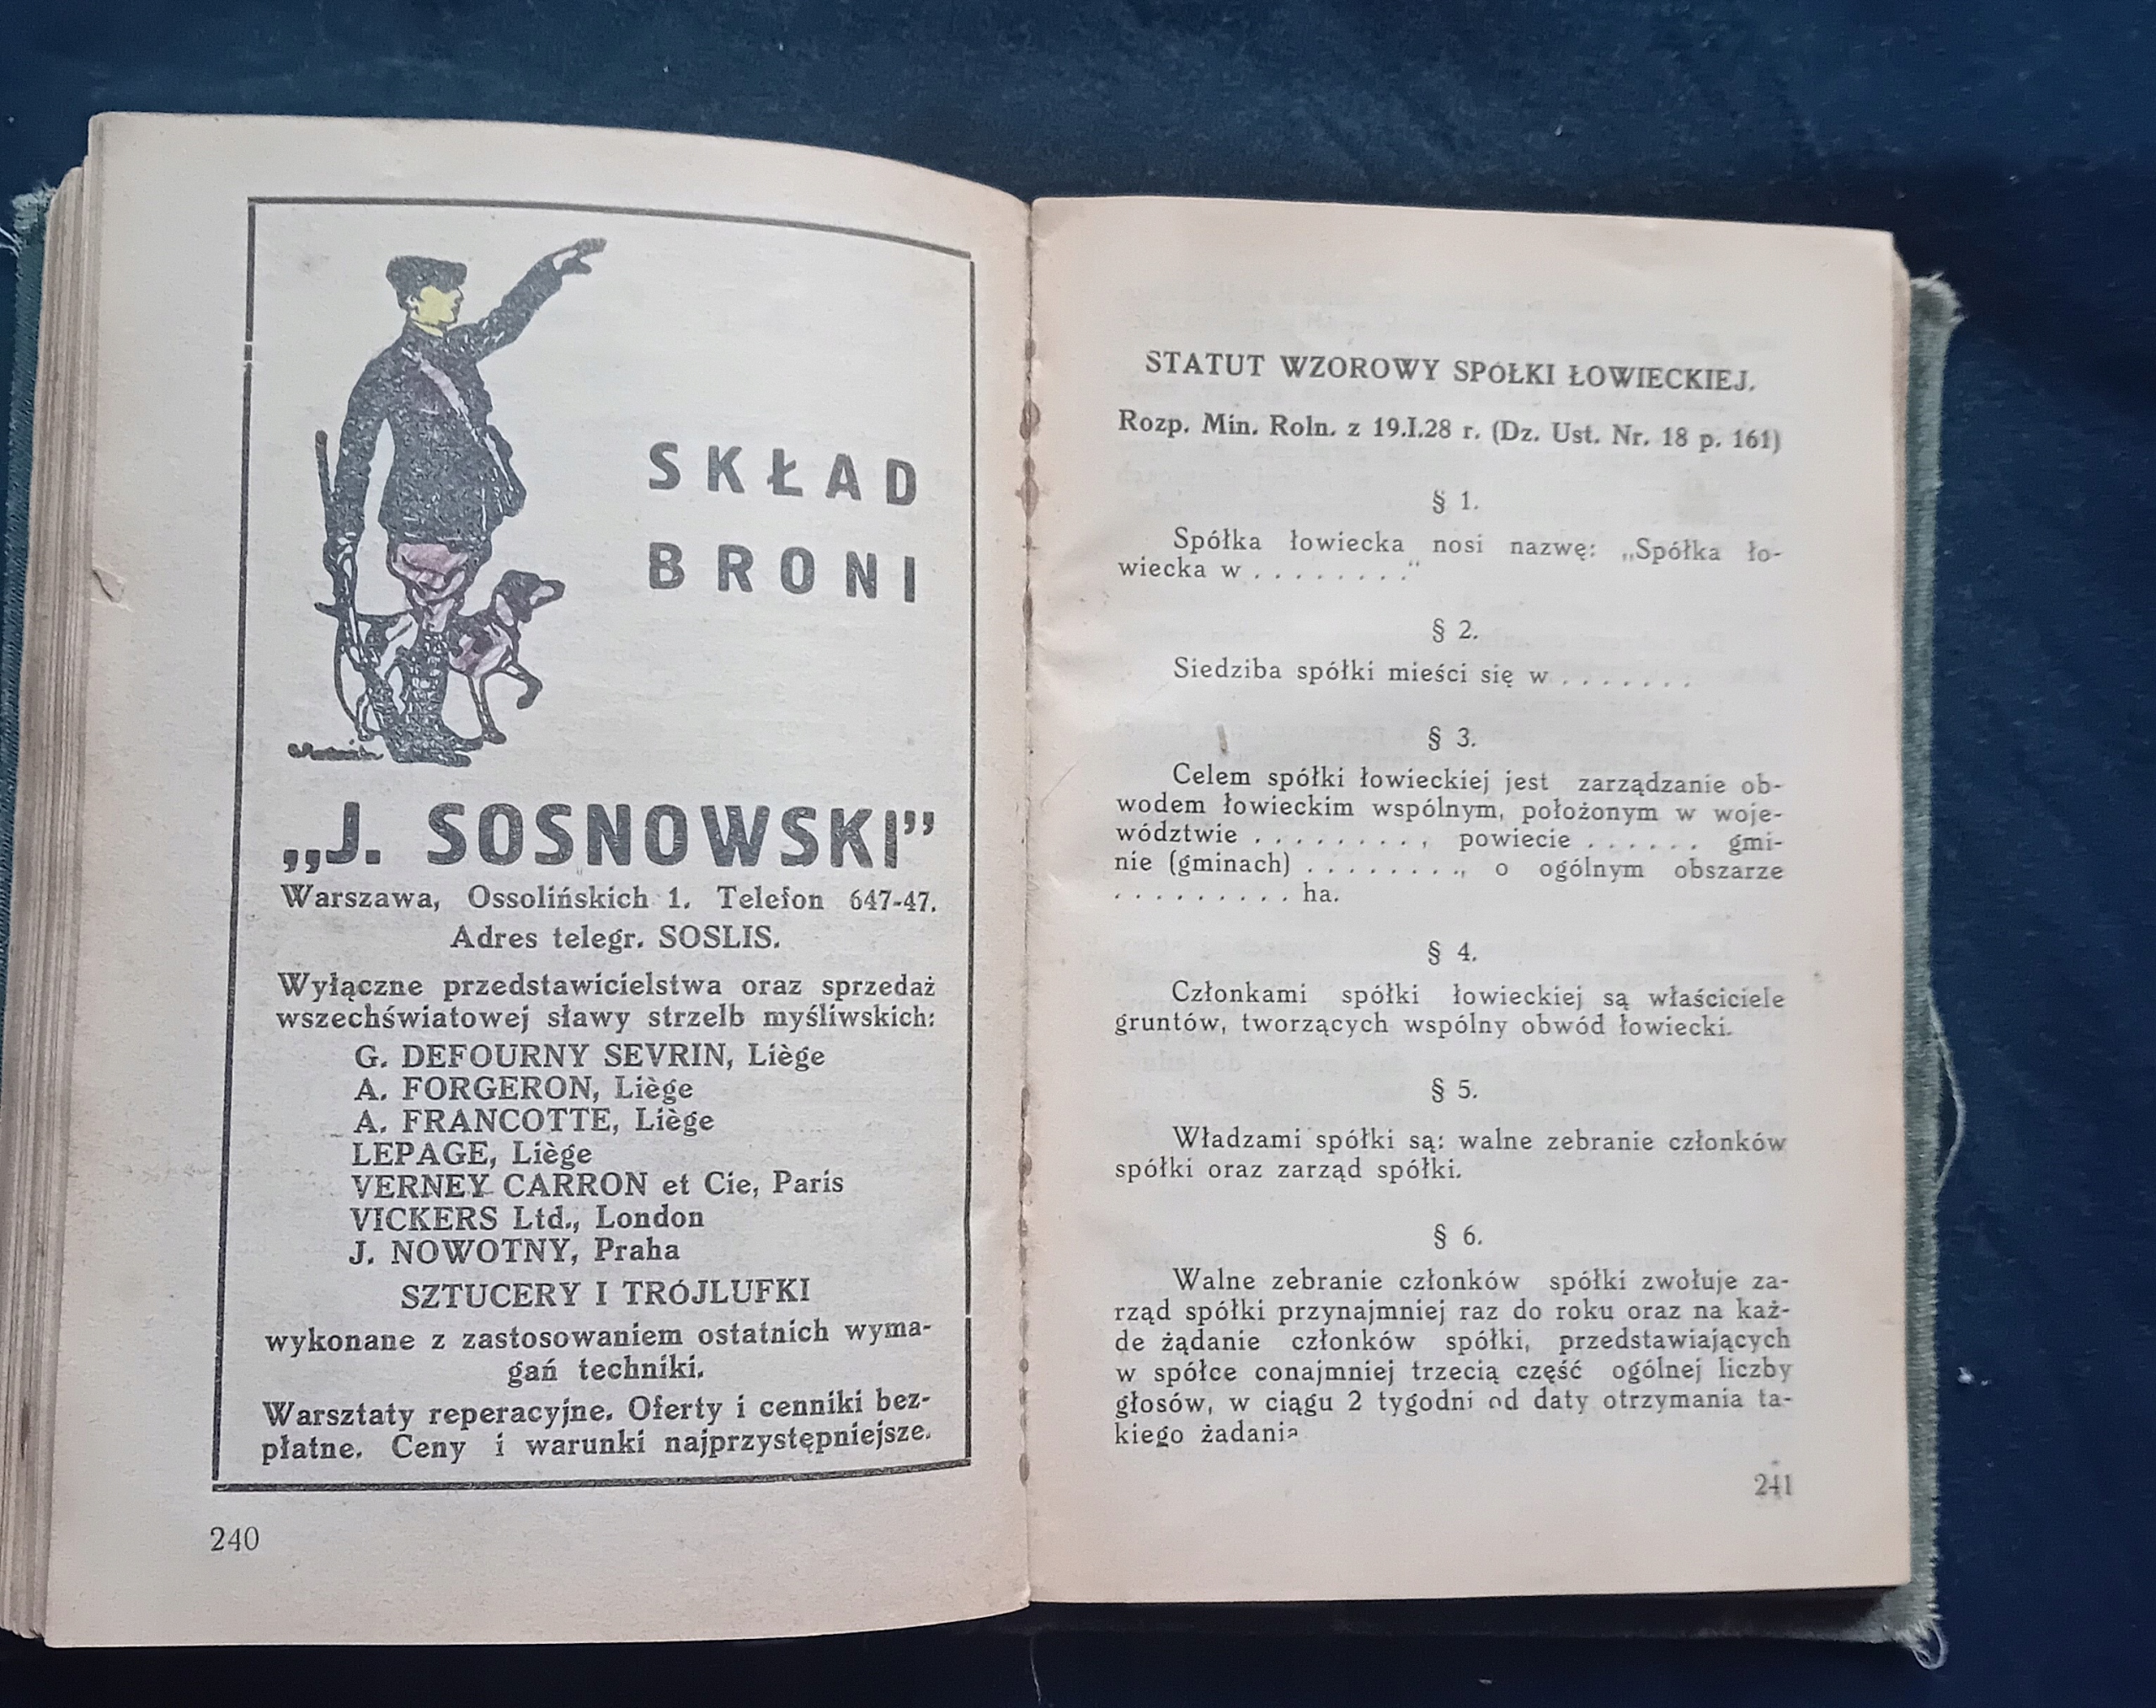 SKŁAD
BRONI
„J. SOSNOWSKI”
Warszawa, Ossolińskich 1. Telefon 647-47.
Adres telegr. SOSLIS.
Wyłączne przedstawicielstwa oraz sprzedaż
wszechświatowej sławy strzelb myśliwskich:
G. DEFOURNY SEVRIN, Liège
A. FORGERON, Liège
A. FRANCOTTE, Liège
LEPAGE, Liège
VERNEY CARRON et Cie, Paris
VICKERS Ltd., London
J. NOWOTNY, Praha
SZTUCERY I TRÓJLUFKI
wykonane z zastosowaniem ostatnich wyma-
gań techniki.
Warsztaty reperacyjne. Oferty i cenniki bez-
płatne. Ceny i warunki najprzystępniejsze.
240
STATUT WZOROWY SPÓŁKI ŁOWIECKIEJ.
Rozp. Min. Roln. z 19.I.28 r. (Dz. Ust. Nr. 18 p. 161)
§ 1.
Spółka łowiecka nosi nazwę: „Spółka ło-
wiecka w . . . . . . . . .“
§ 2.
Siedziba spółki mieści się w . . . . . . .
§ 3.
Celem spółki łowieckiej jest zarządzanie ob-
wodem łowieckim wspólnym, położonym w woje-
wództwie . . . . . . . . . , powiecie . . . . . . gmi-
nie (gminach) . . . . . . . . ., o ogólnym obszarze
. . . . . . . . . . ha.
§ 4.
Członkami spółki łowieckiej są właściciele
gruntów, tworzących wspólny obwód łowiecki.
§ 5.
Władzami spółki są: walne zebranie członków
spółki oraz zarząd spółki.
§ 6.
Walne zebranie członków spółki zwołuje za-
rząd spółki przynajmniej raz do roku oraz na każ-
de żądanie członków spółki, przedstawiających
w spółce conajmniej trzecią część ogólnej liczby
głosów, w ciągu 2 tygodni od daty otrzymania ta-
kiego żadania
241